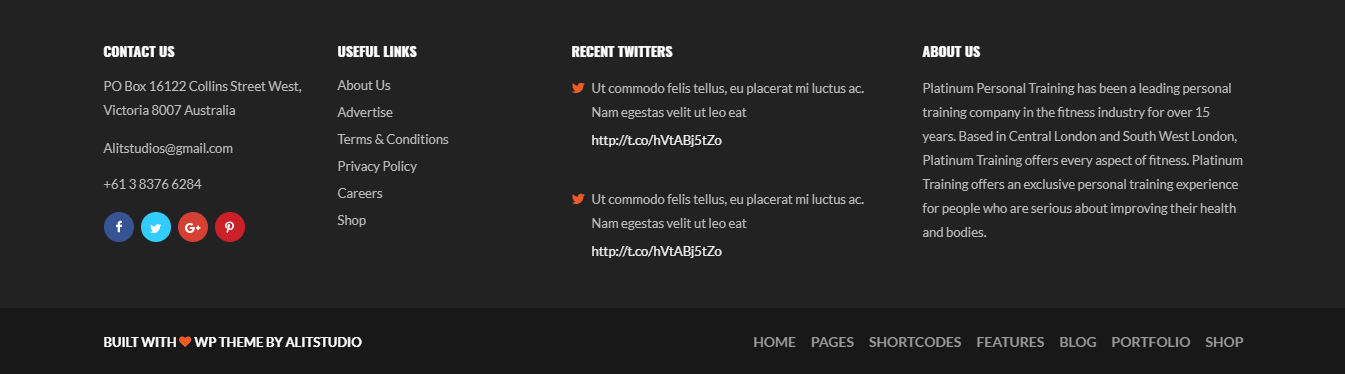 CONTACT US
PO Box 16122 Collins Street West,
Victoria 8007 Australia
Alitstudios@gmail.com
+61 3 8376 6284
USEFUL LINKS
About Us
Advertise
Terms & Conditions
Privacy Policy
Careers
Shop
RECENT TWITTERS
Ut commodo felis tellus, eu placerat mi luctus ac.
Nam egestas velit ut leo eat
http://t.co/hVtABj5tZo
Ut commodo felis tellus, eu placerat mi luctus ac.
Nam egestas velit ut leo eat
http://t.co/hVtABj5tZo
ABOUT US
Platinum Personal Training has been a leading personal
training company in the fitness industry for over 15
years. Based in Central London and South West London,
Platinum Training offers every aspect of fitness. Platinum
Training offers an exclusive personal training experience
for people who are serious about improving their health
and bodies.
BUILT WITH ❤ WP THEME BY ALITSTUDIO
HOME PAGES SHORTCODES FEATURES BLOG PORTFOLIO SHOP